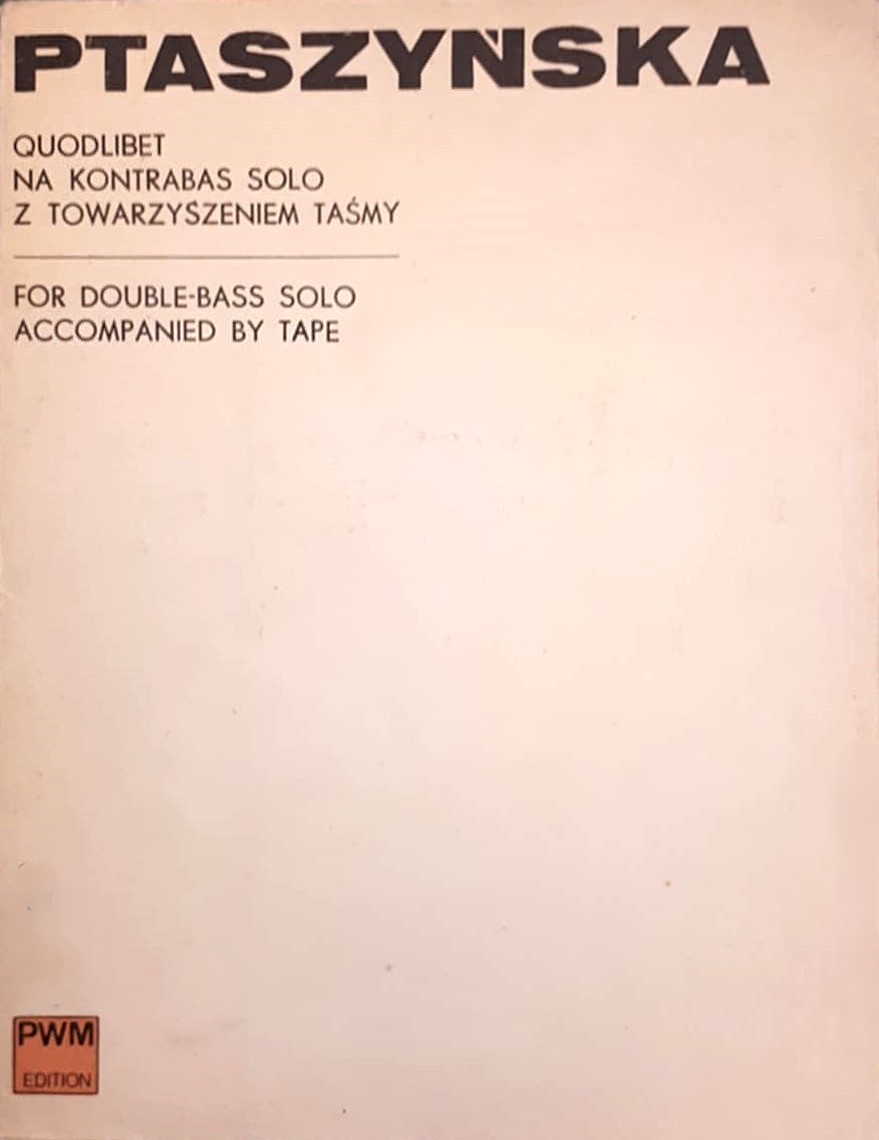 PTASZYŃSKA
QUODLIBET
NA KONTRABAS SOLO
Z TOWARZYSZENIEM TAŚMY
FOR DOUBLE-BASS SOLO
ACCOMPANIED BY TAPE
PWM
EDITION